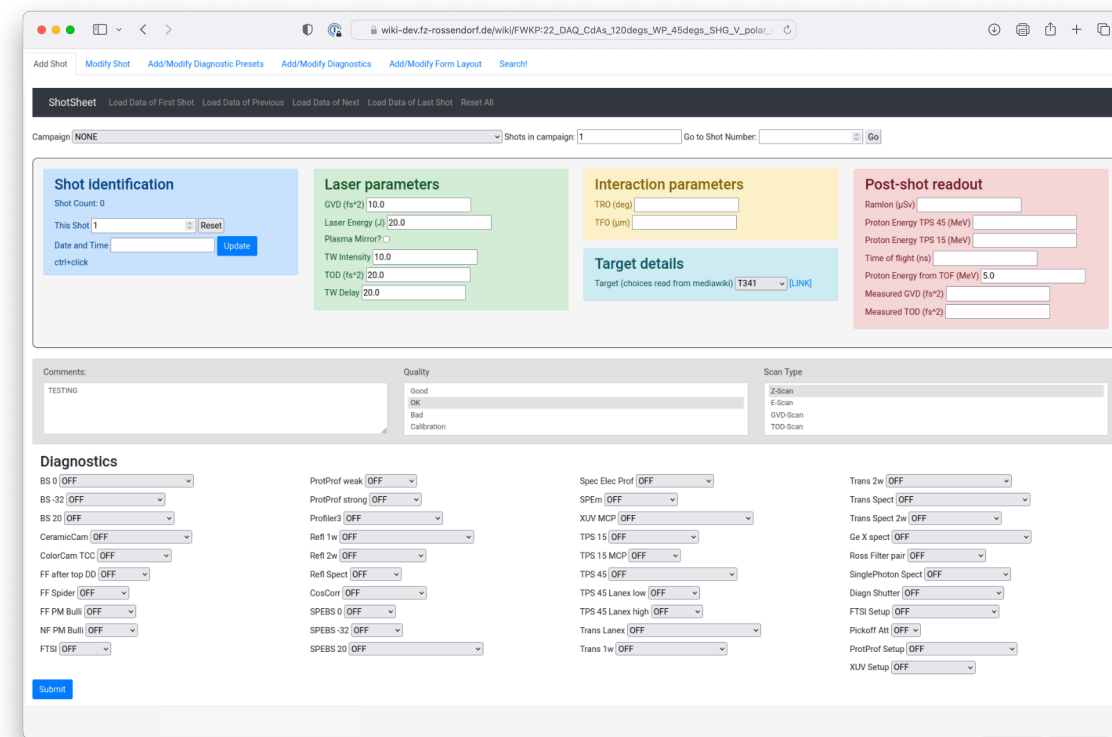 wiki-dev.fz-rossendorf.de/wiki/FWKP:22_DAQ_CdAs_120degs_WP_45degs_SHG_V_polar_
Add Shot Modify Shot Add/Modify Diagnostic Presets Add/Modify Diagnostics Add/Modify Form Layout Search!
ShotSheet Load Data of First Shot Load Data of Previous Load Data of Next Load Data of Last Shot Reset All
Campaign NONE Shots in campaign: 1 Go to Shot Number: Go
Shot identification
Shot Count: 0
This Shot 1 Reset
Date and Time Update
ctrl+click
Laser parameters
GVD (fs^2) 10.0
Laser Energy (J) 20.0
Plasma Mirror?
TW Intensity 10.0
TOD (fs^2) 20.0
TW Delay 20.0
Interaction parameters
TRO (deg)
TFO (μm)
Target details
Target (choices read from mediawiki) T341 [LINK]
Post-shot readout
Ramlon (μSv)
Proton Energy TPS 45 (MeV)
Proton Energy TPS 15 (MeV)
Time of flight (ns)
Proton Energy from TOF (MeV) 5.0
Measured GVD (fs^2)
Measured TOD (fs^2)
Comments:
TESTING
Quality
Good
OK
Bad
Calibration
Scan Type
Z-Scan
E-Scan
GVD-Scan
TOD-Scan
Diagnostics
BS 0 OFF
BS -32 OFF
BS 20 OFF
CeramicCam OFF
ColorCam TCC OFF
FF after top DD OFF
FF Spider OFF
FF PM Bulli OFF
NF PM Bulli OFF
FTSI OFF
ProtProf weak OFF
ProtProf strong OFF
Profiler3 OFF
Refl 1w OFF
Refl 2w OFF
Refl Spect OFF
CosCorr OFF
SPEBS 0 OFF
SPEBS -32 OFF
SPEBS 20 OFF
Spec Elec Prof OFF
SPEm OFF
XUV MCP OFF
TPS 15 OFF
TPS 15 MCP OFF
TPS 45 OFF
TPS 45 Lanex low OFF
TPS 45 Lanex high OFF
Trans Lanex OFF
Trans 1w OFF
Trans 2w OFF
Trans Spect OFF
Trans Spect 2w OFF
Ge X spect OFF
Ross Filter pair OFF
SinglePhoton Spect OFF
Diagn Shutter OFF
FTSI Setup OFF
Pickoff Att OFF
ProtProf Setup OFF
XUV Setup OFF
Submit